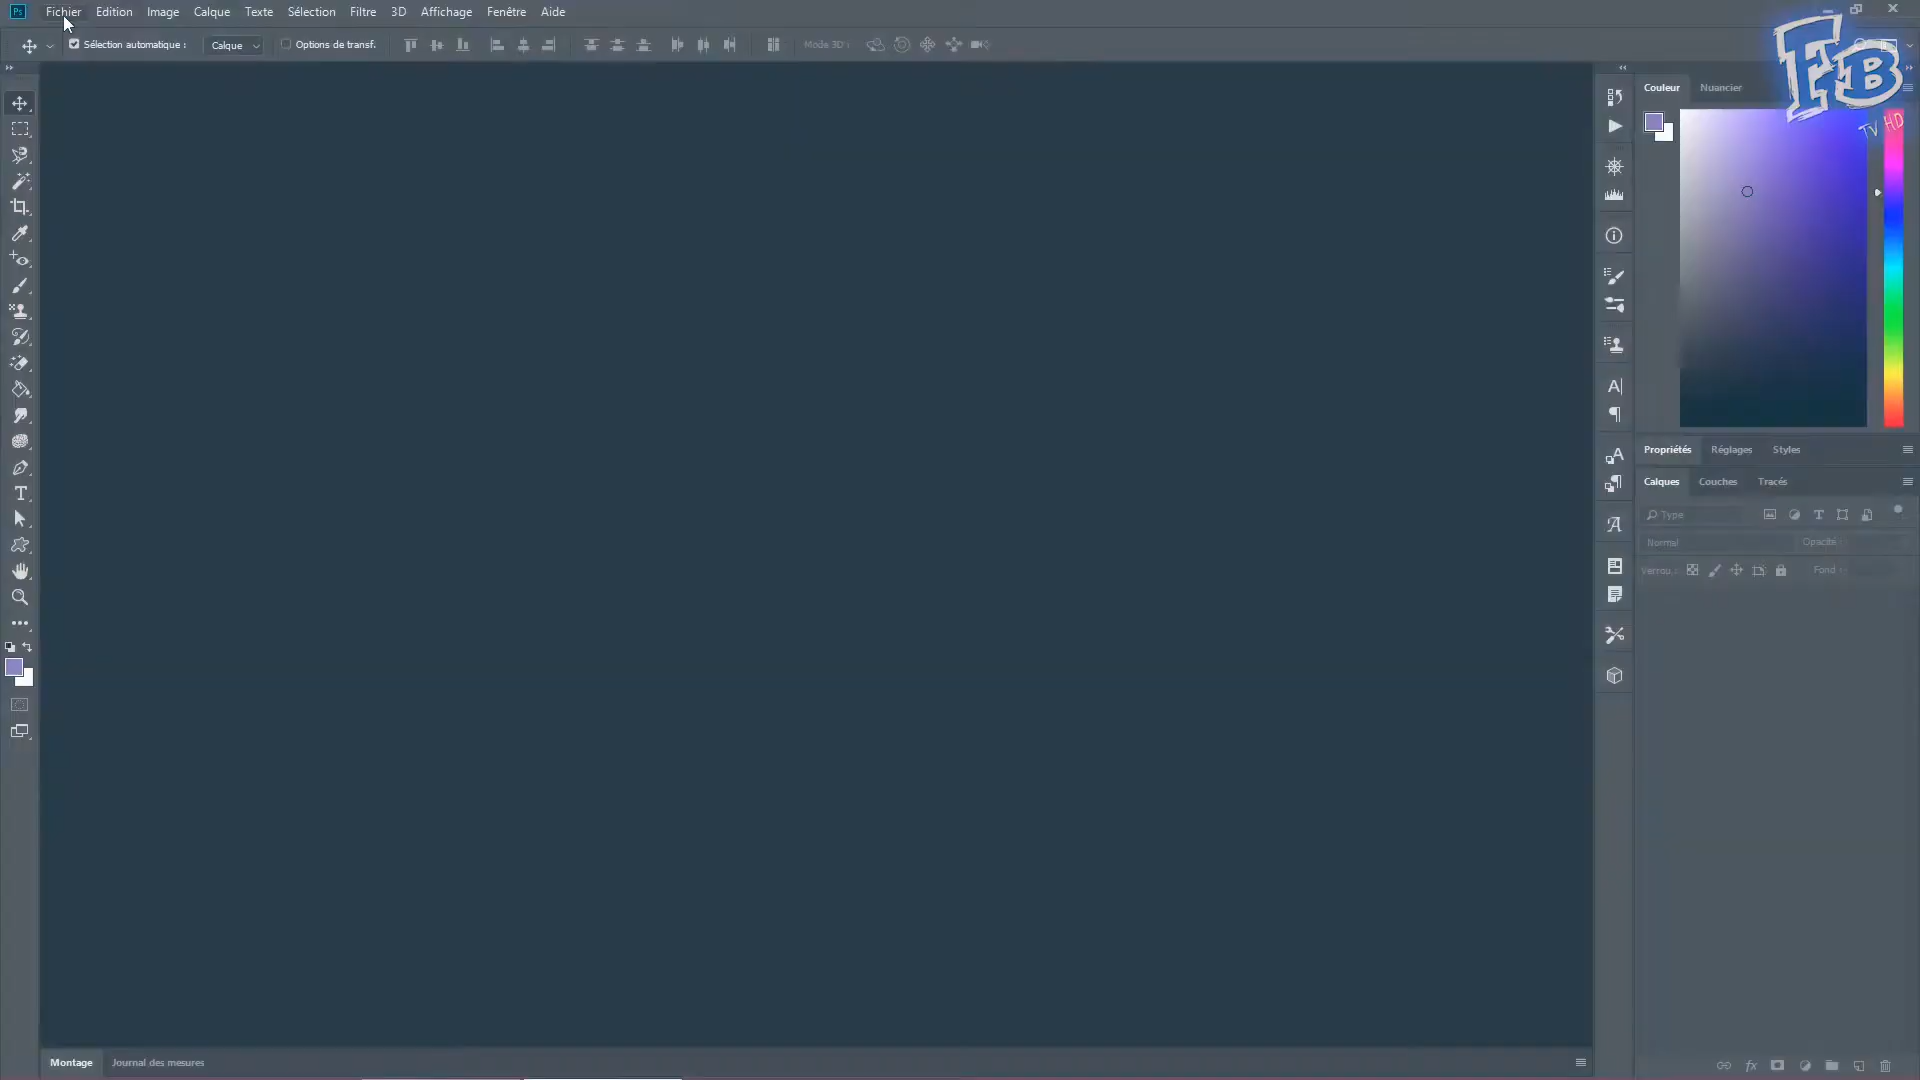 Ps Fichier Edition Image Calque Texte Sélection Filtre 3D Affichage Fenêtre Aide
Sélection automatique : Calque Options de transf. Mode 3D :
FB
TV HD
Couleur Nuancier
Propriétés Réglages Styles
Calques Couches Tracés
Type
Normal Opacité :
Verrou : Fond :
Montage Journal des mesures